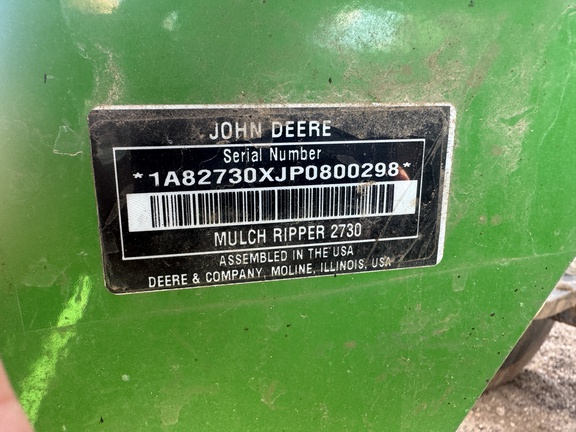 JOHN DEERE
Serial Number
*1A82730XJP0800298*
MULCH RIPPER 2730
ASSEMBLED IN THE USA
DEERE & COMPANY, MOLINE, ILLINOIS, USA